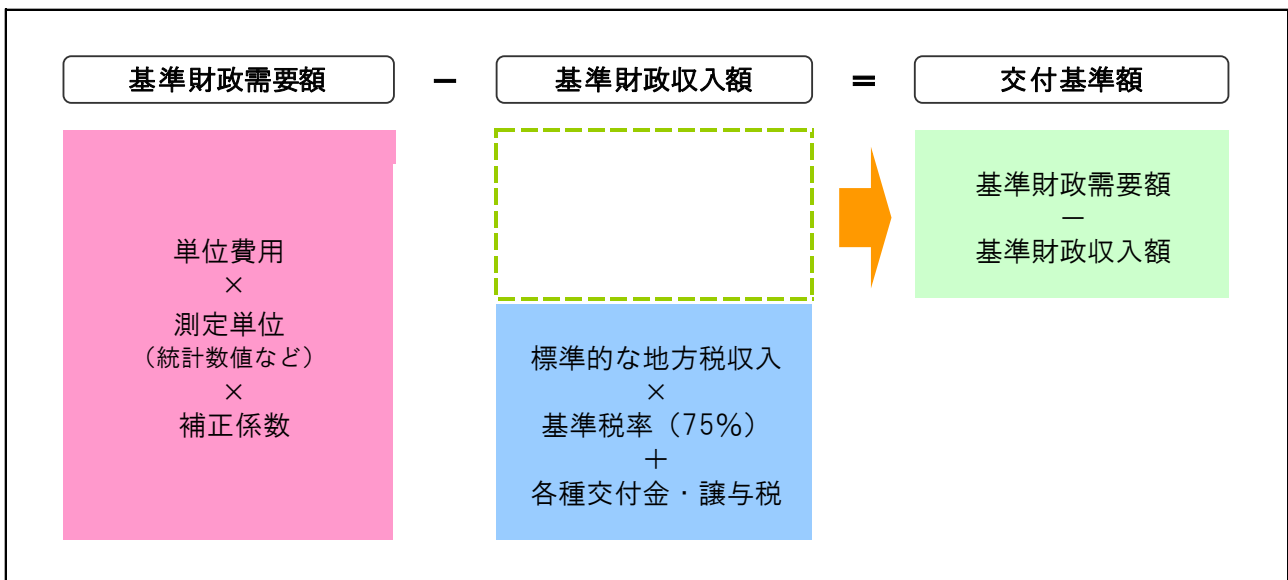 基準財政需要額 － 基準財政収入額 ＝ 交付基準額
単位費用
×
測定単位
（統計数値など）
×
補正係数
標準的な地方税収入
×
基準税率（75%）
＋
各種交付金・譲与税
基準財政需要額
－
基準財政収入額